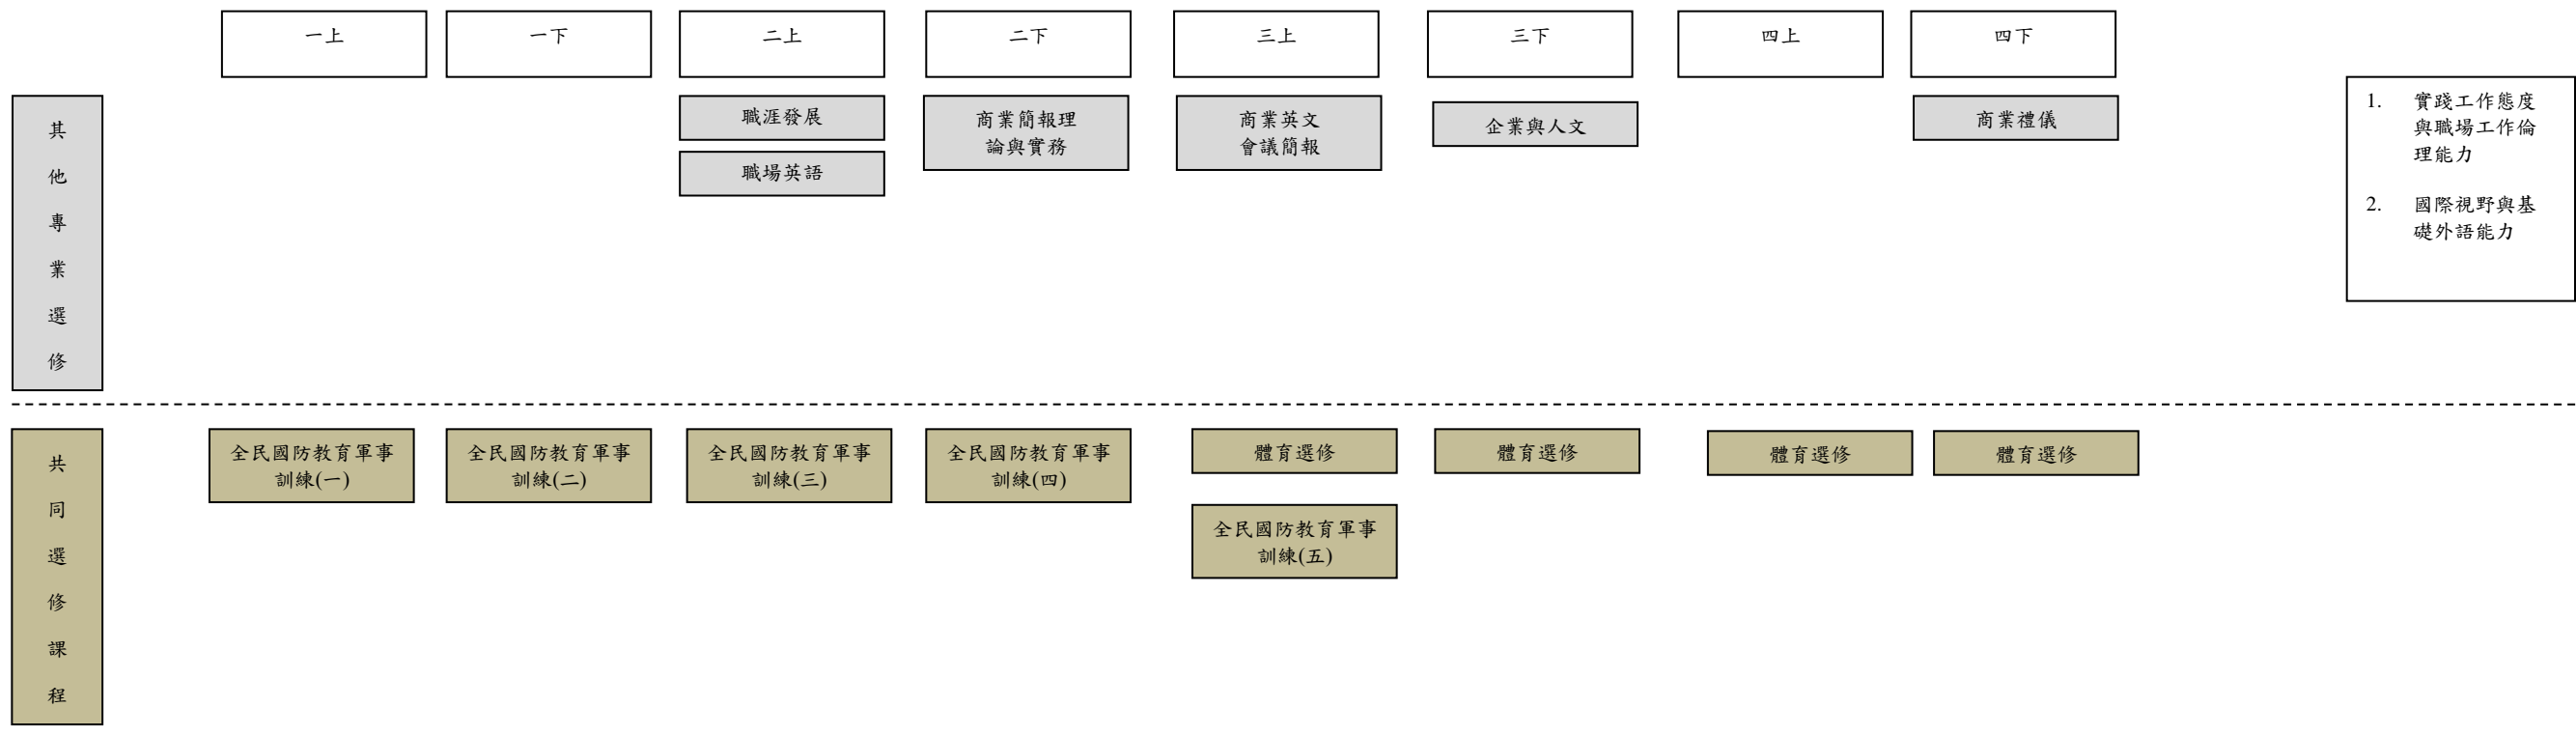 一上
一下
二上
二下
三上
三下
四上
四下
其
他
專
業
選
修
職涯發展
職場英語
商業簡報理
論與實務
商業英文
會議簡報
企業與人文
商業禮儀
1. 實踐工作態度
與職場工作倫
理能力
2. 國際視野與基
礎外語能力
共
同
選
修
課
程
全民國防教育軍事
訓練(一)
全民國防教育軍事
訓練(二)
全民國防教育軍事
訓練(三)
全民國防教育軍事
訓練(四)
體育選修
全民國防教育軍事
訓練(五)
體育選修
體育選修
體育選修